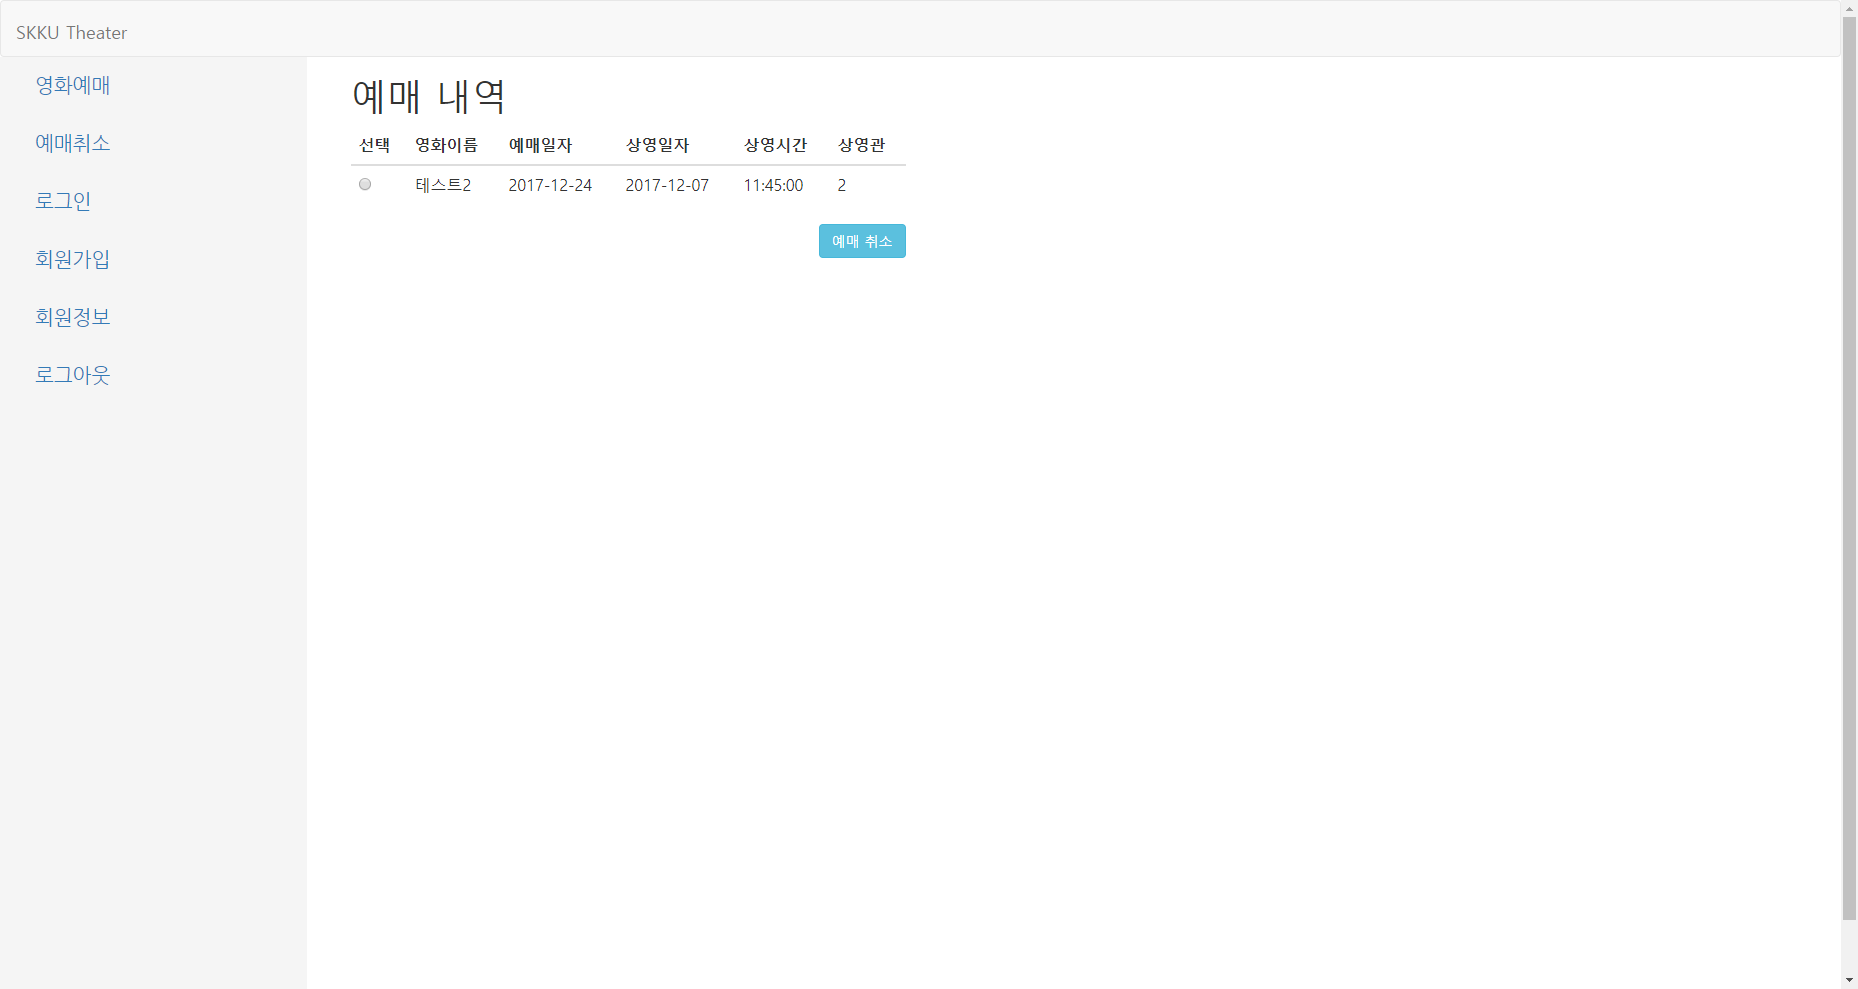 SKKU Theater
영화예매
예매취소
로그인
회원가입
회원정보
로그아웃
예매 내역
선택 영화이름 예매일자 상영일자 상영시간 상영관
테스트2 2017-12-24 2017-12-07 11:45:00 2
예매 취소